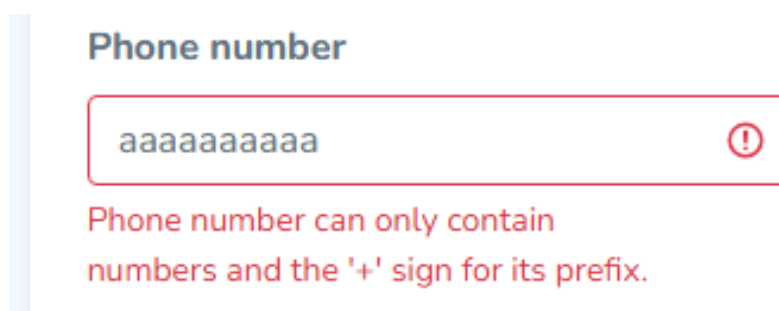 Phone number
aaaaaaaaaa
Phone number can only contain
numbers and the '+' sign for its prefix.